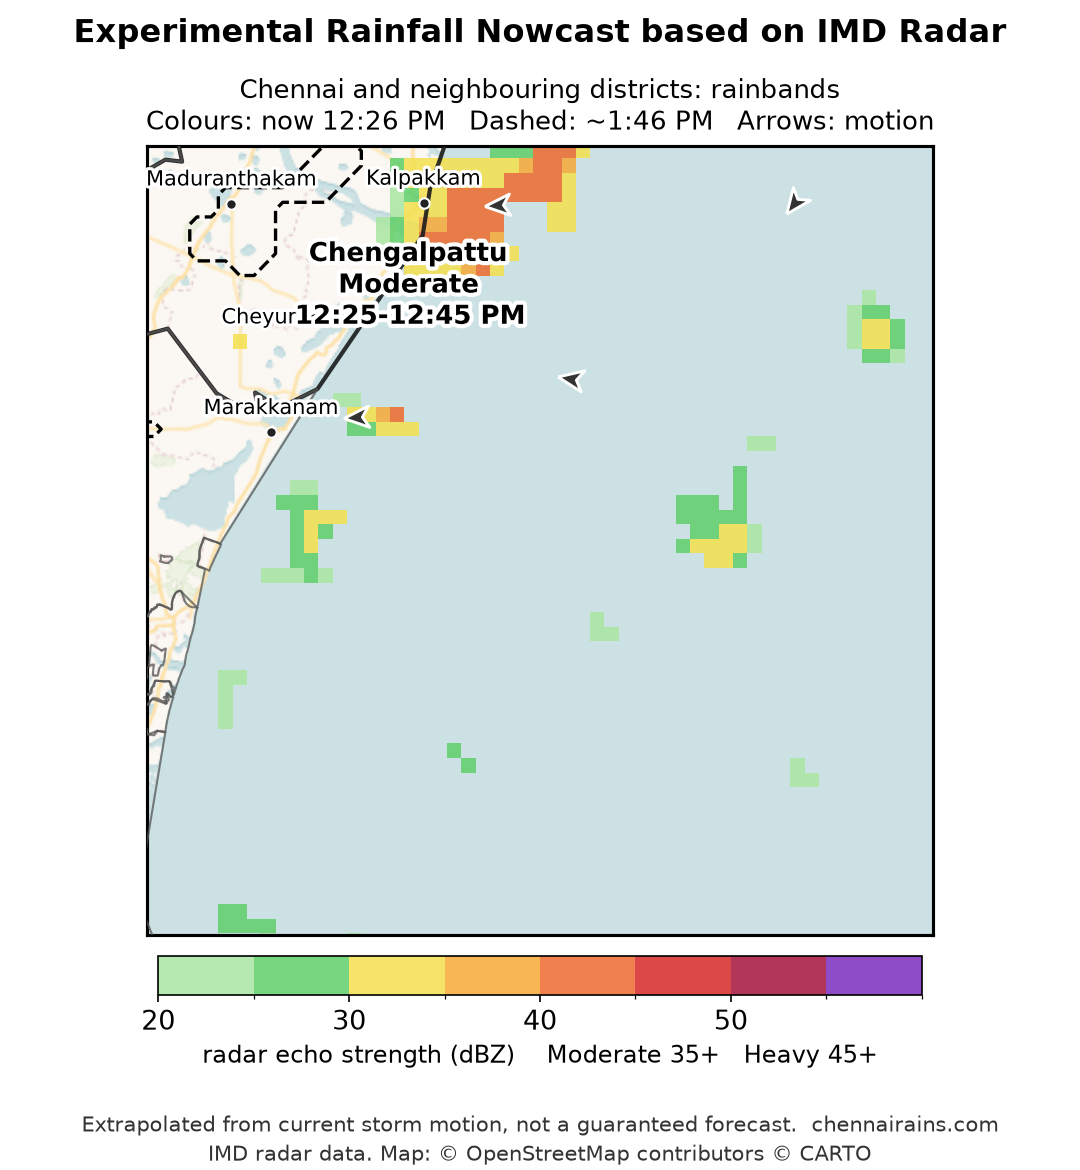 Experimental Rainfall Nowcast based on IMD Radar
Chennai and neighbouring districts: rainbands
Colours: now 12:26 PM   Dashed: ~1:46 PM   Arrows: motion
Maduranthakam
Kalpakkam
Chengalpattu
Moderate
12:25-12:45 PM
Cheyur
Marakkanam
20 30 40 50
radar echo strength (dBZ)    Moderate 35+   Heavy 45+
Extrapolated from current storm motion, not a guaranteed forecast.  chennairains.com
IMD radar data. Map: © OpenStreetMap contributors © CARTO